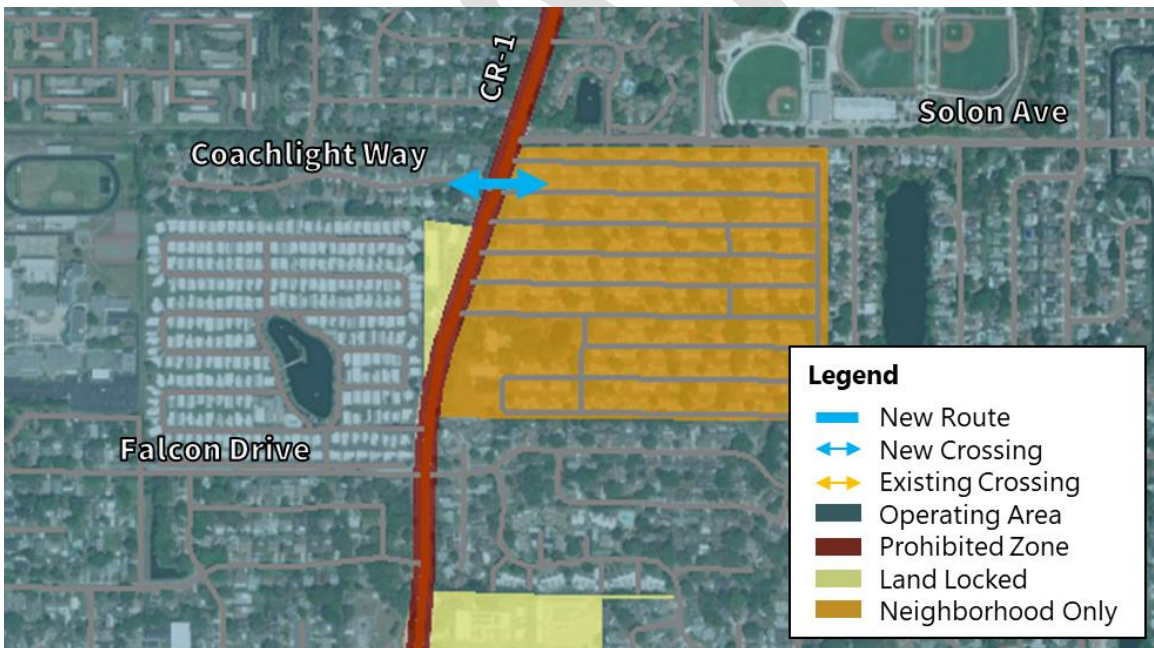 CR-1
Solon Ave
Coachlight Way
Falcon Drive
Legend
New Route
New Crossing
Existing Crossing
Operating Area
Prohibited Zone
Land Locked
Neighborhood Only